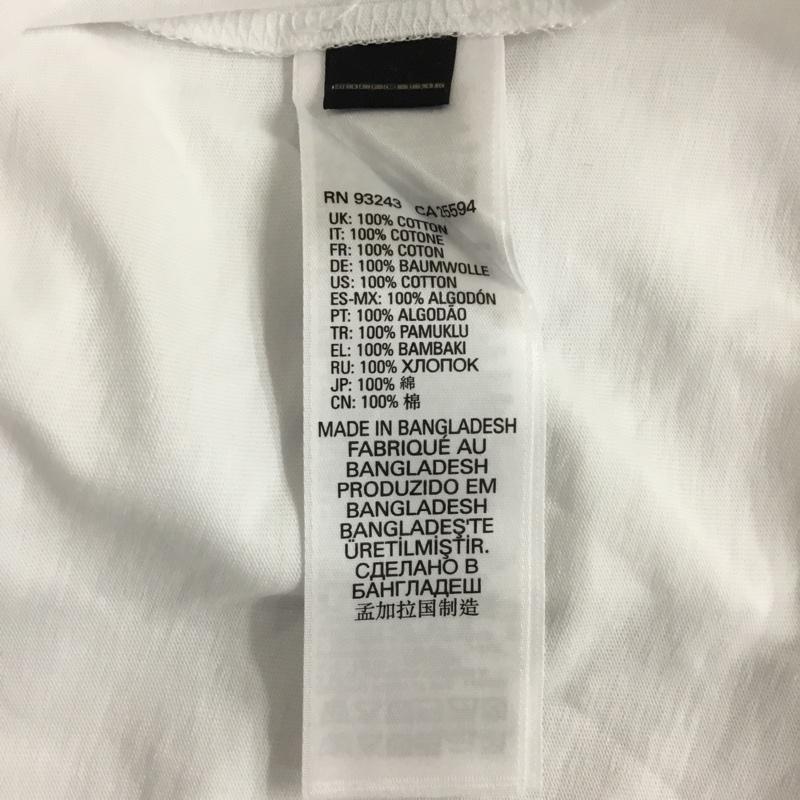 RN 93243 CA 25594
UK: 100% COTTON
IT: 100% COTONE
FR: 100% COTON
DE: 100% BAUMWOLLE
US: 100% COTTON
ES-MX: 100% ALGODÓN
PT: 100% ALGODÃO
TR: 100% PAMUKLU
EL: 100% BAMBAKI
RU: 100% ХЛОПОК
JP: 100% 綿
CN: 100% 棉
MADE IN BANGLADESH
FABRIQUÉ AU
BANGLADESH
PRODUZIDO EM
BANGLADESH
BANGLADEŞ'TE
ÜRETİLMİŞTİR.
СДЕЛАНО В
БАНГЛАДЕШ
孟加拉国制造